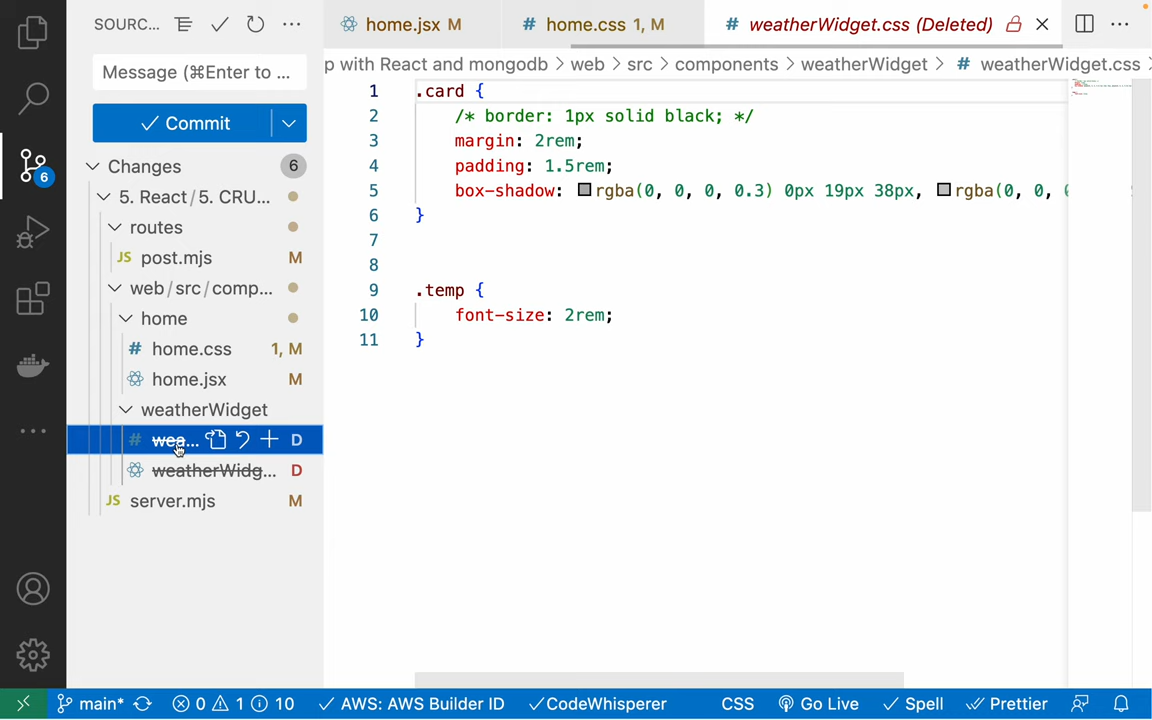 SOURC...
home.jsx M
# home.css 1, M
# weatherWidget.css (Deleted)
Message (⌘Enter to ...
p with React and mongodb > web > src > components > weatherWidget > # weatherWidget.css >
Commit
Changes 6
6
5. React/5. CRU...
routes
JS post.mjs M
web/src/comp...
home
# home.css 1, M
home.jsx M
weatherWidget
# wea... D
weatherWidg... D
JS server.mjs M
1 .card {
2 /* border: 1px solid black; */
3 margin: 2rem;
4 padding: 1.5rem;
5 box-shadow: rgba(0, 0, 0, 0.3) 0px 19px 38px, rgba(0, 0,
6 }
7
8
9 .temp {
10 font-size: 2rem;
11 }
main* 0 1 10 AWS: AWS Builder ID CodeWhisperer CSS Go Live Spell Prettier